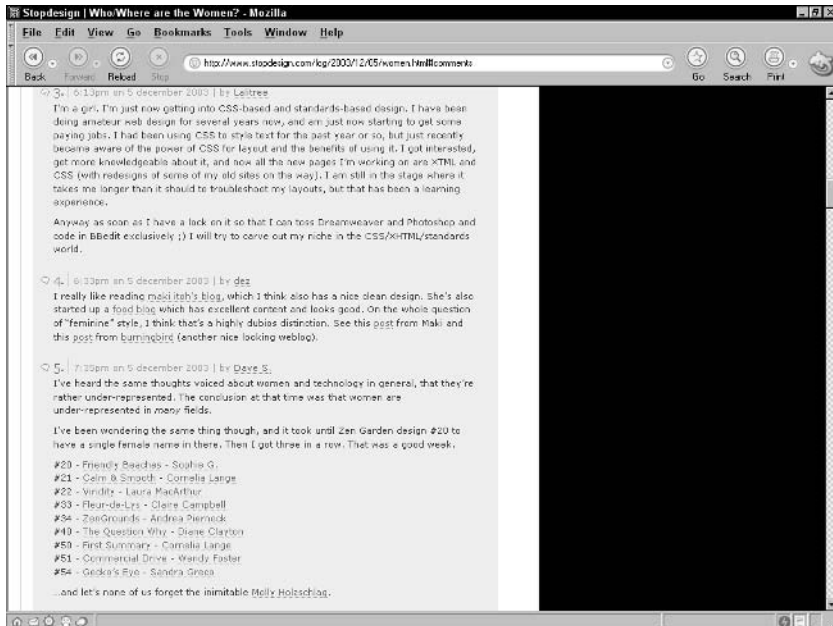 Stopdesign | Who/Where are the Women? - Mozilla
File Edit View Go Bookmarks Tools Window Help
Back Forward Reload Stop http://www.stopdesign.com/log/2003/12/05/women.html#comments Go Search Print
3. | 6:13pm on 5 december 2003 | by Lalitree
I'm a girl. I'm just now getting into CSS-based and standards-based design. I have been
doing amateur web design for several years now, and am just now starting to get some
paying jobs. I had been using CSS to style text for the past year or so, but just recently
became aware of the power of CSS for layout and the benefits of using it. I got interested,
get more knowledgeable about it, and now all the new pages I'm working on are XTML and
CSS (with redesigns of some of my old sites on the way). I am still in the stage where it
takes me longer than it should to troubleshoot my layouts, but that has been a learning
experience.
Anyway as soon as I have a lock on it so that I can toss Dreamweaver and Photoshop and
code in BBedit exclusively ;) I will try to carve out my niche in the CSS/XHTML/standards
world.
4. | 6:33pm on 5 december 2003 | by dez
I really like reading maki itoh's blog, which I think also has a nice clean design. She's also
started up a food blog which has excellent content and looks good. On the whole question
of "feminine" style, I think that's a highly dubios distinction. See this post from Maki and
this post from burningbird (another nice looking weblog).
5. | 7:35pm on 5 december 2003 | by Dave S.
I've heard the same thoughts voiced about women and technology in general, that they're
rather under-represented. The conclusion at that time was that women are
under-represented in many fields.
I've been wondering the same thing though, and it took until Zen Garden design #20 to
have a single female name in there. Then I got three in a row. That was a good week.
#20 - Friendly Beaches - Sophie G.
#21 - Calm & Smooth - Cornelia Lange
#22 - Viridity - Laura MacArthur
#33 - Fleur-de-Lys - Claire Campbell
#34 - ZenGrounds - Andrea Pierneck
#49 - The Question Why - Diane Clayton
#50 - First Summary - Cornelia Lange
#51 - Commercial Drive - Wendy Foster
#54 - Gecko's Eye - Sandra Greco
...and let's none of us forget the inimitable Molly Holzschlag.